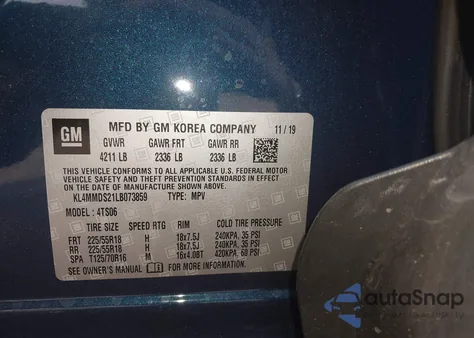 GM
MFD BY GM KOREA COMPANY 11/19
GVWR GAWR FRT GAWR RR
4211 LB 2336 LB 2336 LB
THIS VEHICLE CONFORMS TO ALL APPLICABLE U.S. FEDERAL MOTOR
VEHICLE SAFETY AND THEFT PREVENTION STANDARDS IN EFFECT
ON THE DATE OF MANUFACTURE SHOWN ABOVE.
KL4MMDS21LB073859 TYPE: MPV
MODEL: 4TS06
TIRE SIZE SPEED RTG RIM COLD TIRE PRESSURE
FRT 225/55R18 H 18x7.5J 240KPA, 35 PSI
RR 225/55R18 H 18x7.5J 240KPA, 35 PSI
SPA T125/70R16 M 16x4.0BT 420KPA, 60 PSI
SEE OWNER'S MANUAL FOR MORE INFORMATION.
autaSnap